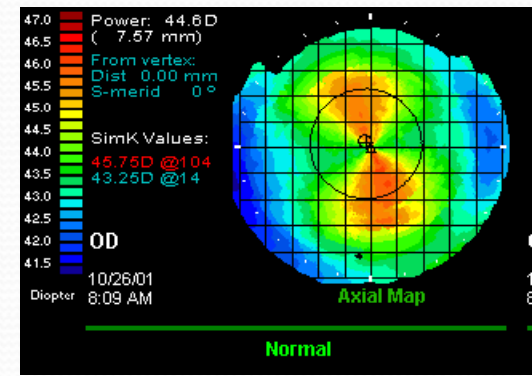 47.0
46.5
46.0
45.5
45.0
44.5
44.0
43.5
43.0
42.5
42.0
41.5
Diopter
Power: 44.6D
( 7.57 mm)
From vertex:
Dist 0.00 mm
S-merid 0°
SimK Values:
45.75D @104
43.25D @14
OD
10/26/01
8:09 AM
Axial Map
Normal